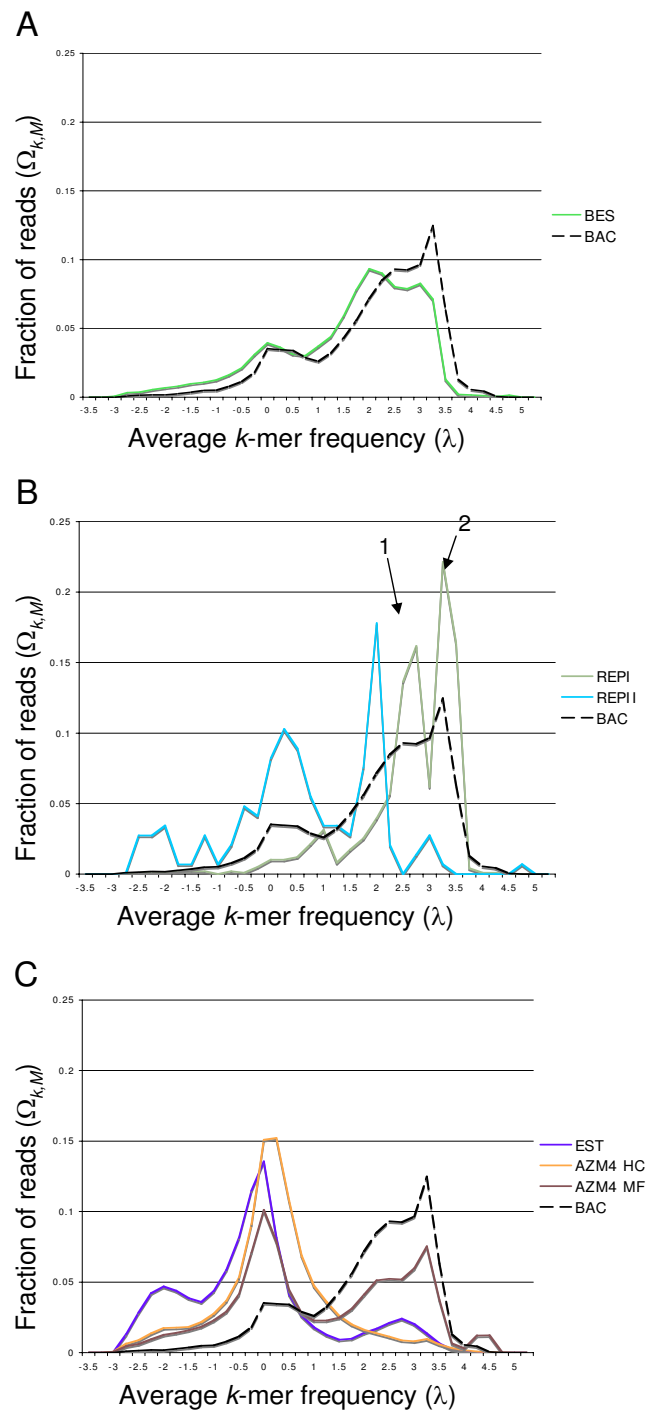 A
Fraction of reads (Ωk,M)
0.25
0.2
0.15
0.1
0.05
0
-3.5 -3 -2.5 -2 -1.5 -1 -0.5 0 0.5 1 1.5 2 2.5 3 3.5 4 4.5 5
Average k-mer frequency (λ)
BES
BAC
B
Fraction of reads (Ωk,M)
0.25
0.2
0.15
0.1
0.05
0
1
2
-3.5 -3 -2.5 -2 -1.5 -1 -0.5 0 0.5 1 1.5 2 2.5 3 3.5 4 4.5 5
Average k-mer frequency (λ)
REPI
REPII
BAC
C
Fraction of reads (Ωk,M)
0.25
0.2
0.15
0.1
0.05
0
-3.5 -3 -2.5 -2 -1.5 -1 -0.5 0 0.5 1 1.5 2 2.5 3 3.5 4 4.5 5
Average k-mer frequency (λ)
EST
AZM4 HC
AZM4 MF
BAC